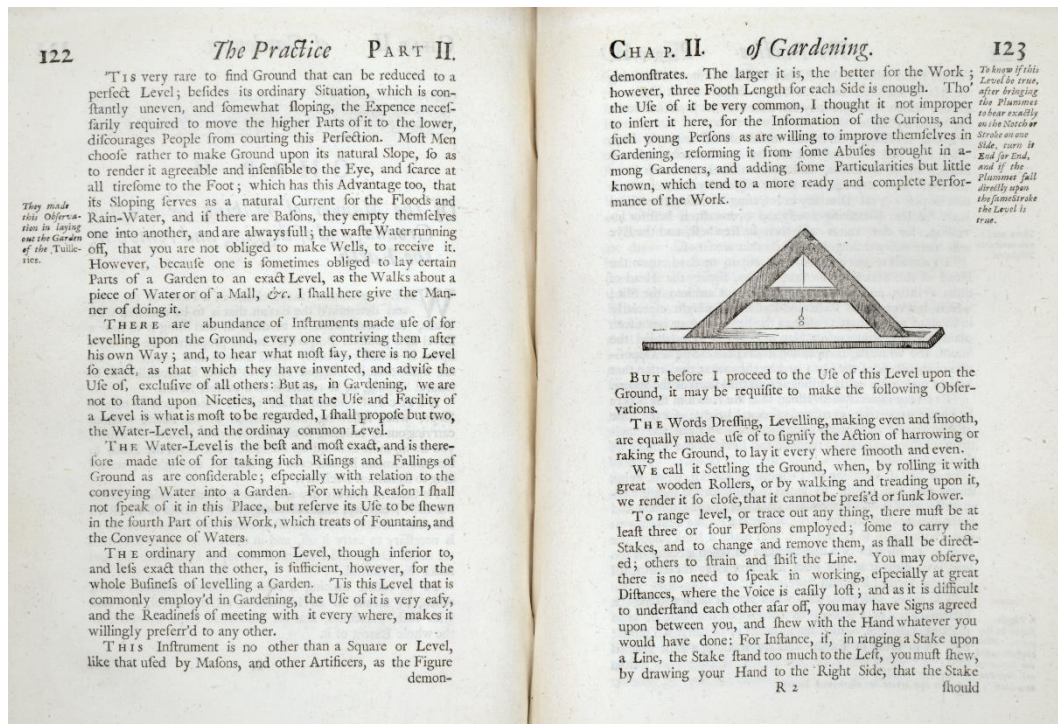 122 The Practice PART II.
'TIS very rare to find Ground that can be reduced to a
perfect Level; beſides its ordinary Situation, which is con-
ſtantly uneven, and ſomewhat ſloping, the Expence neceſ-
ſarily required to move the higher Parts of it to the lower,
diſcourages People from courting this Perfection. Moſt Men
chooſe rather to make Ground upon its natural Slope, ſo as
to render it agreeable and inſenſible to the Eye, and ſcarce at
all tireſome to the Foot; which has this Advantage too, that
its Sloping ſerves as a natural Current for the Floods and
Rain-Water, and if there are Baſons, they empty themſelves
one into another, and are always full; the waſte Water running
off, that you are not obliged to make Wells, to receive it.
However, becauſe one is ſometimes obliged to lay certain
Parts of a Garden to an exact Level, as the Walks about a
piece of Water or of a Mall, &c. I ſhall here give the Man-
ner of doing it.
They made
this Obſerva-
tion in laying
out the Garden
of the Tuille-
ries.
THERE are abundance of Inſtruments made uſe of for
levelling upon the Ground, every one contriving them after
his own Way; and, to hear what moſt ſay, there is no Level
ſo exact, as that which they have invented, and adviſe the
Uſe of, excluſive of all others: But as, in Gardening, we are
not to ſtand upon Niceties, and that the Uſe and Facility of
a Level is what is moſt to be regarded, I ſhall propoſe but two,
the Water-Level, and the ordinay common Level.
THE Water-Level is the beſt and moſt exact, and is there-
fore made uſe of for taking ſuch Riſings and Fallings of
Ground as are conſiderable; eſpecially with relation to the
conveying Water into a Garden. For which Reaſon I ſhall
not ſpeak of it in this Place, but reſerve its Uſe to be ſhewn
in the fourth Part of this Work, which treats of Fountains, and
the Conveyance of Waters.
THE ordinary and common Level, though inferior to,
and leſs exact than the other, is ſufficient, however, for the
whole Buſineſs of levelling a Garden. 'Tis this Level that is
commonly employ'd in Gardening, the Uſe of it is very eaſy,
and the Readineſs of meeting with it every where, makes it
willingly preferr'd to any other.
THIS Inſtrument is no other than a Square or Level,
like that uſed by Maſons, and other Artificers, as the Figure
demon-
CHAP. II. of Gardening. 123
demonſtrates. The larger it is, the better for the Work;
however, three Footh Length for each Side is enough. Tho'
the Uſe of it be very common, I thought it not improper
to inſert it here, for the Information of the Curious, and
ſuch young Perſons as are willing to improve themſelves in
Gardening, reforming it from ſome Abuſes brought in a-
mong Gardeners, and adding ſome Particularities but little
known, which tend to a more ready and complete Perfor-
mance of the Work.
To know if this
Level be true,
after bringing
the Plummet
to bear exactly
on the Notch or
Stroke on one
Side, turn it
End for End,
and if the
Plummet fall
directly upon
the ſame Stroke
the Level is
true.
BUT before I proceed to the Uſe of this Level upon the
Ground, it may be requiſite to make the following Obſer-
vations.
THE Words Dreſſing, Levelling, making even and ſmooth,
are equally made uſe of to ſignify the Action of harrowing or
raking the Ground, to lay it every where ſmooth and even.
WE call it Settling the Ground, when, by rolling it with
great wooden Rollers, or by walking and treading upon it,
we render it ſo cloſe, that it cannot be preſs'd or ſunk lower.
To range level, or trace out any thing, there muſt be at
leaſt three or four Perſons employed; ſome to carry the
Stakes, and to change and remove them, as ſhall be direct-
ed; others to ſtrain and ſhift the Line. You may obſerve,
there is no need to ſpeak in working, eſpecially at great
Diſtances, where the Voice is eaſily loſt; and as it is difficult
to underſtand each other afar off, you may have Signs agreed
upon between you, and ſhew with the Hand whatever you
would have done: For Inſtance, if, in ranging a Stake upon
a Line, the Stake ſtand too much to the Left, you muſt ſhew,
by drawing your Hand to the Right Side, that the Stake
R 2 ſhould